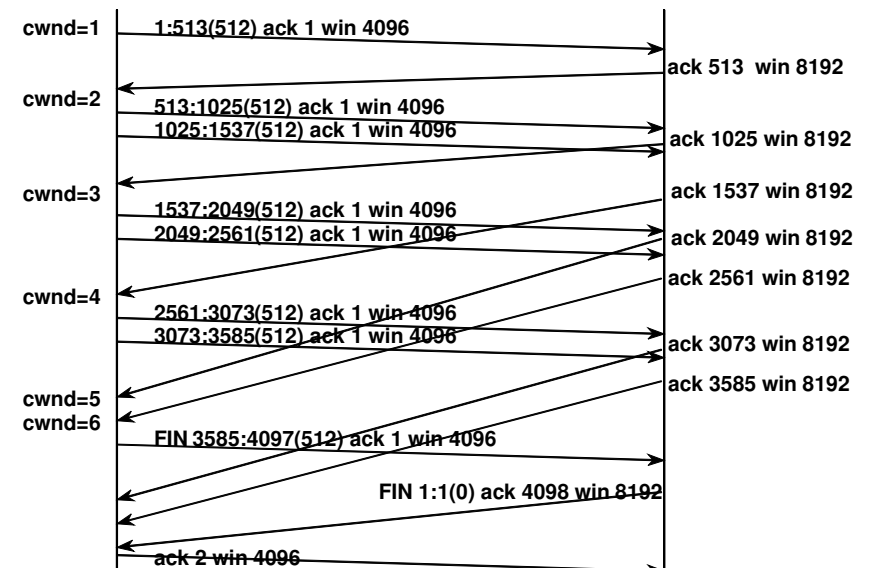 cwnd=1
1:513(512) ack 1 win 4096
ack 513 win 8192
cwnd=2
513:1025(512) ack 1 win 4096
1025:1537(512) ack 1 win 4096
ack 1025 win 8192
cwnd=3
ack 1537 win 8192
1537:2049(512) ack 1 win 4096
2049:2561(512) ack 1 win 4096
ack 2049 win 8192
ack 2561 win 8192
cwnd=4
2561:3073(512) ack 1 win 4096
3073:3585(512) ack 1 win 4096
ack 3073 win 8192
ack 3585 win 8192
cwnd=5
cwnd=6
FIN 3585:4097(512) ack 1 win 4096
FIN 1:1(0) ack 4098 win 8192
ack 2 win 4096